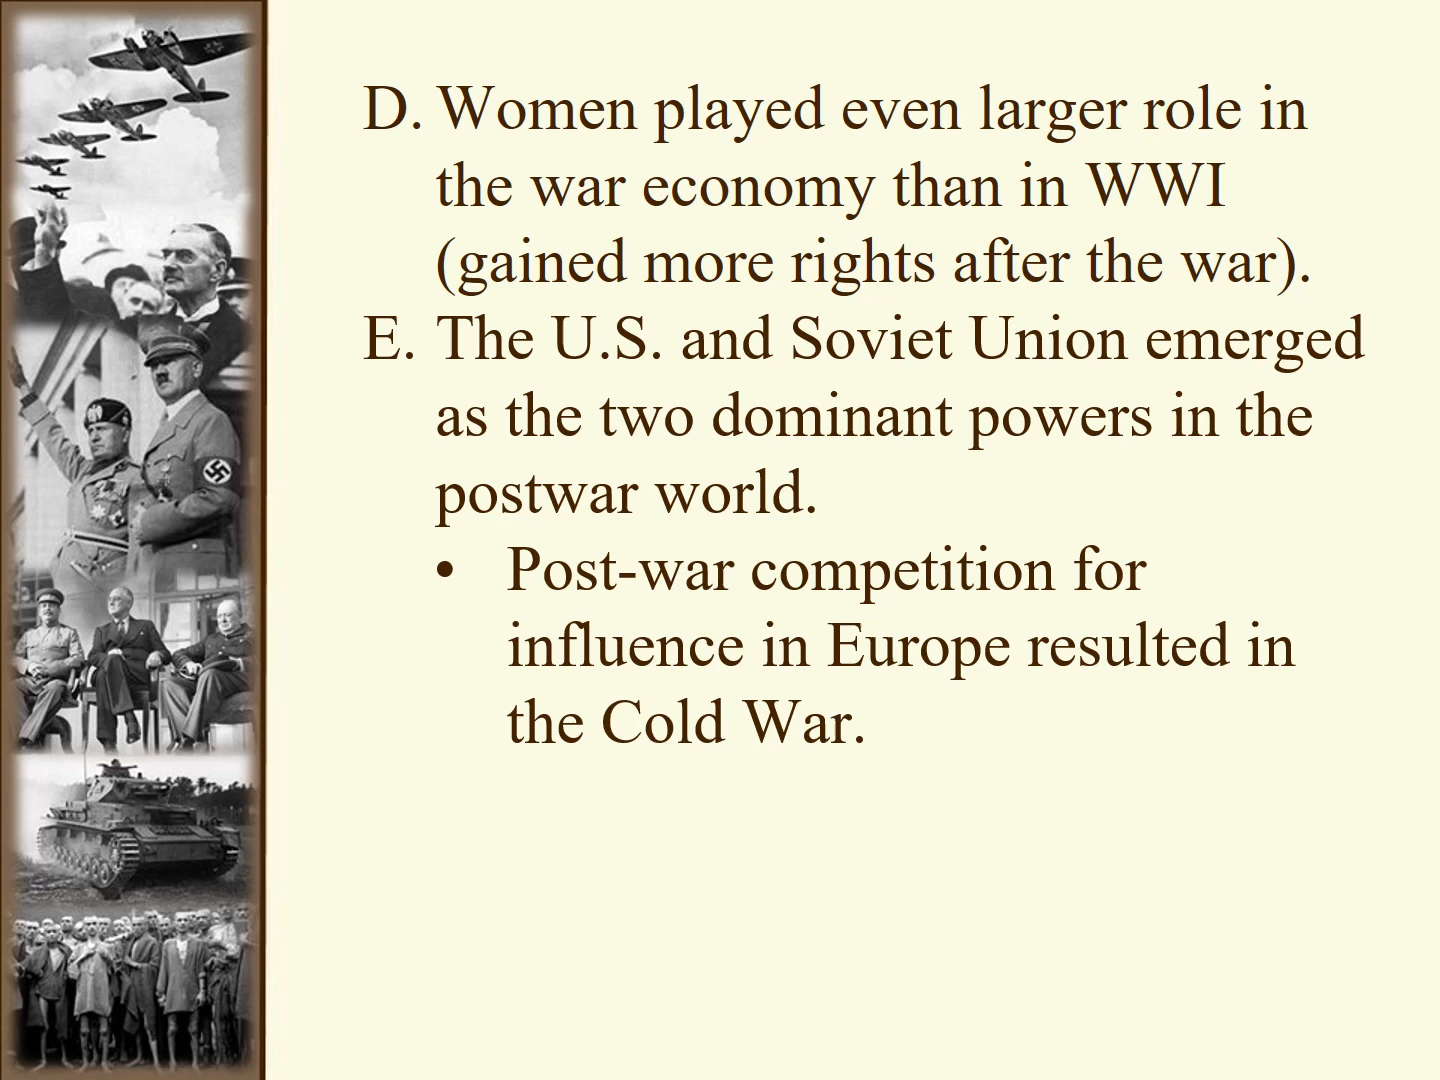 D. Women played even larger role in
the war economy than in WWI
(gained more rights after the war).
E. The U.S. and Soviet Union emerged
as the two dominant powers in the
postwar world.
• Post-war competition for
influence in Europe resulted in
the Cold War.